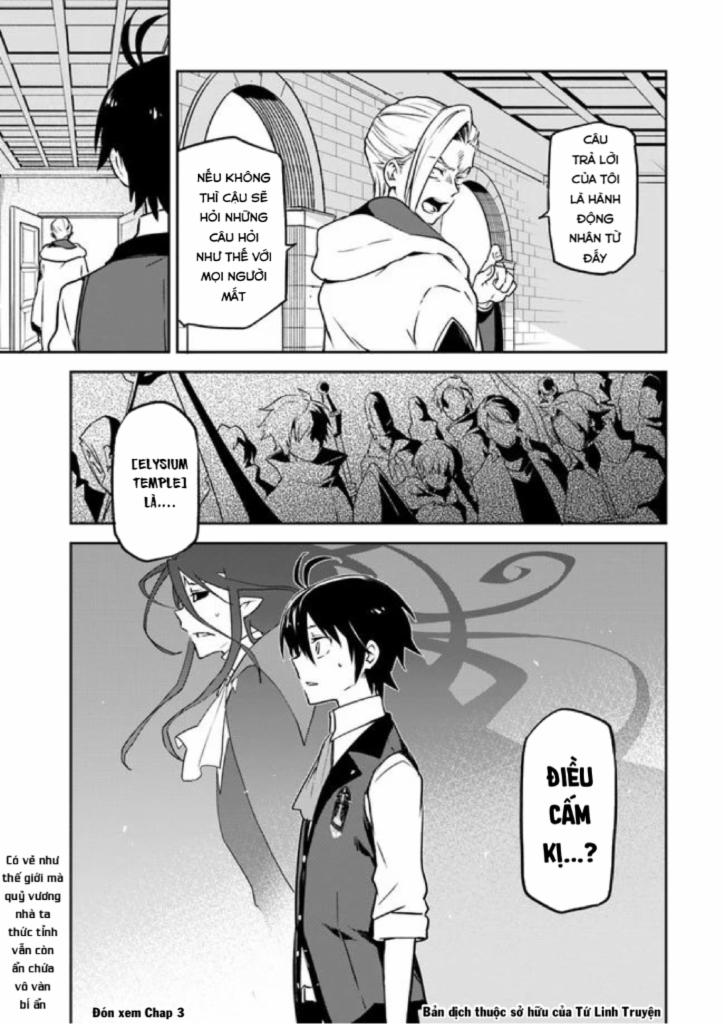 CÂU
TRẢ LỜI
CỦA TÔI
LÀ HÀNH
ĐỘNG
NHÂN TỪ
ĐẤY
NẾU KHÔNG
THÌ CẬU SẼ
HỎI NHỮNG
CÂU HỎI
NHƯ THẾ VỚI
MỌI NGƯỜI
MẤT
[ELYSIUM
TEMPLE]
LÀ....
ĐIỀU
CẤM
KỊ...?
Có vẻ như
thế giới mà
quỷ vương
nhà ta
thức tỉnh
vẫn còn
ẩn chứa
vô vàn
bí ẩn
Đón xem Chap 3
Bản dịch thuộc sở hữu của Tứ Linh Truyện